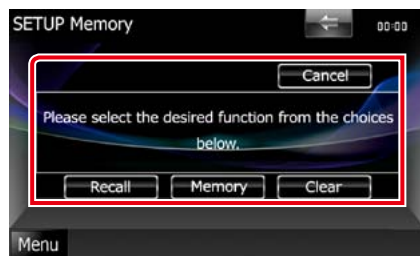 SETUP Memory
00:00
Cancel
Please select the desired function from the choices
below.
Recall Memory Clear
Menu